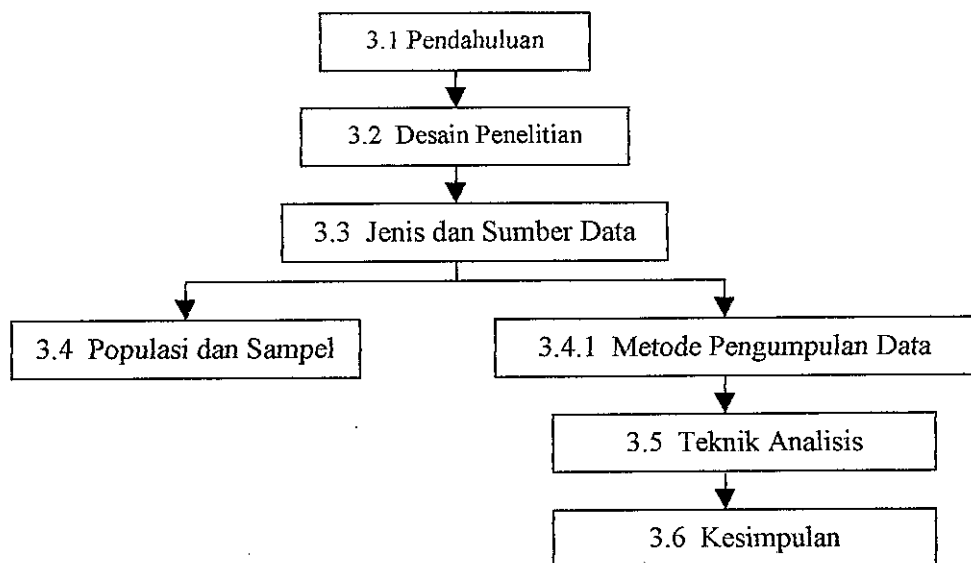 3.1 Pendahuluan
3.2 Desain Penelitian
3.3 Jenis dan Sumber Data
3.4 Populasi dan Sampel
3.4.1 Metode Pengumpulan Data
3.5 Teknik Analisis
3.6 Kesimpulan